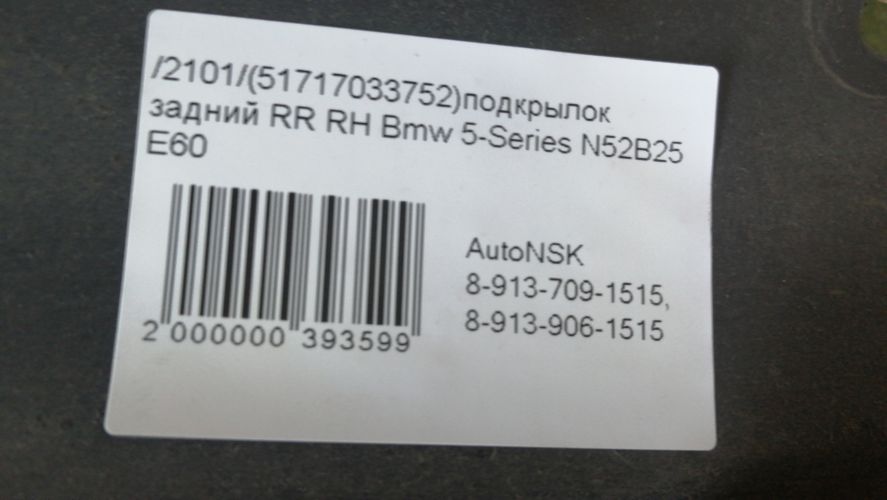 /2101/(51717033752)подкрылок
задний RR RH Bmw 5-Series N52B25
E60
AutoNSK
8-913-709-1515,
8-913-906-1515
2 000000 393599